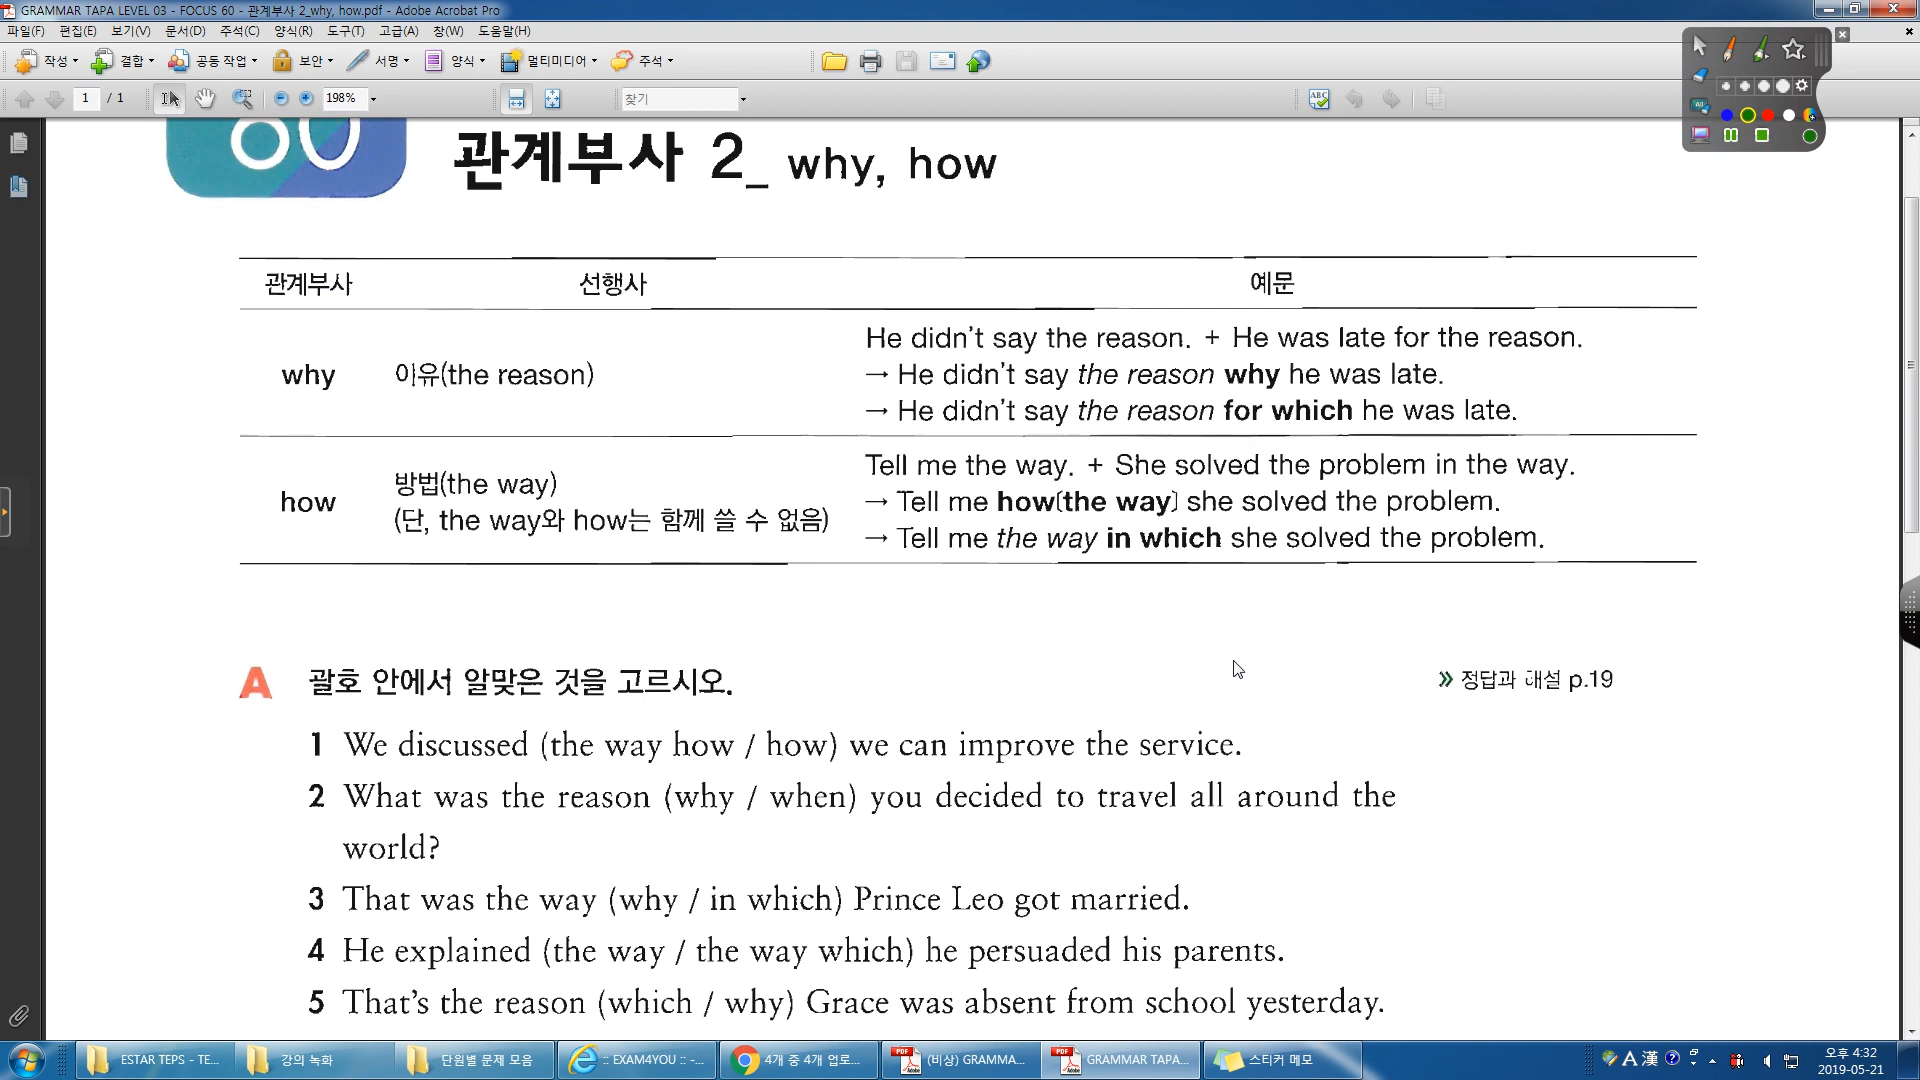 GRAMMAR TAPA LEVEL 03 - FOCUS 60 - 관계부사 2_why, how.pdf - Adobe Acrobat Pro
파일(F) 편집(E) 보기(V) 문서(D) 주석(C) 양식(R) 도구(T) 고급(A) 창(W) 도움말(H)
작성 결합 공동 작업 보안 서명 양식 멀티미디어 주석
1 / 1 198% 찾기
60 관계부사 2_ why, how
관계부사 선행사 예문
He didn't say the reason. + He was late for the reason.
why 이유(the reason) → He didn't say the reason why he was late.
→ He didn't say the reason for which he was late.
Tell me the way. + She solved the problem in the way.
방법(the way)
how → Tell me how(the way) she solved the problem.
(단, the way와 how는 함께 쓸 수 없음)
→ Tell me the way in which she solved the problem.
A 괄호 안에서 알맞은 것을 고르시오. » 정답과 해설 p.19
1 We discussed (the way how / how) we can improve the service.
2 What was the reason (why / when) you decided to travel all around the
world?
3 That was the way (why / in which) Prince Leo got married.
4 He explained (the way / the way which) he persuaded his parents.
5 That's the reason (which / why) Grace was absent from school yesterday.
ESTAR TEPS - TE... 강의 녹화 단원별 문제 모음 :: EXAM4YOU :: -... 4개 중 4개 업로... (비상) GRAMMA... GRAMMAR TAPA... 스티커 메모 A 漢 오후 4:32
2019-05-21